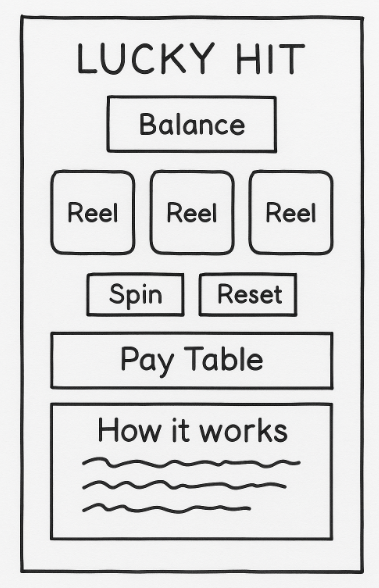 LUCKY HIT
Balance
Reel Reel Reel
Spin Reset
Pay Table
How it works